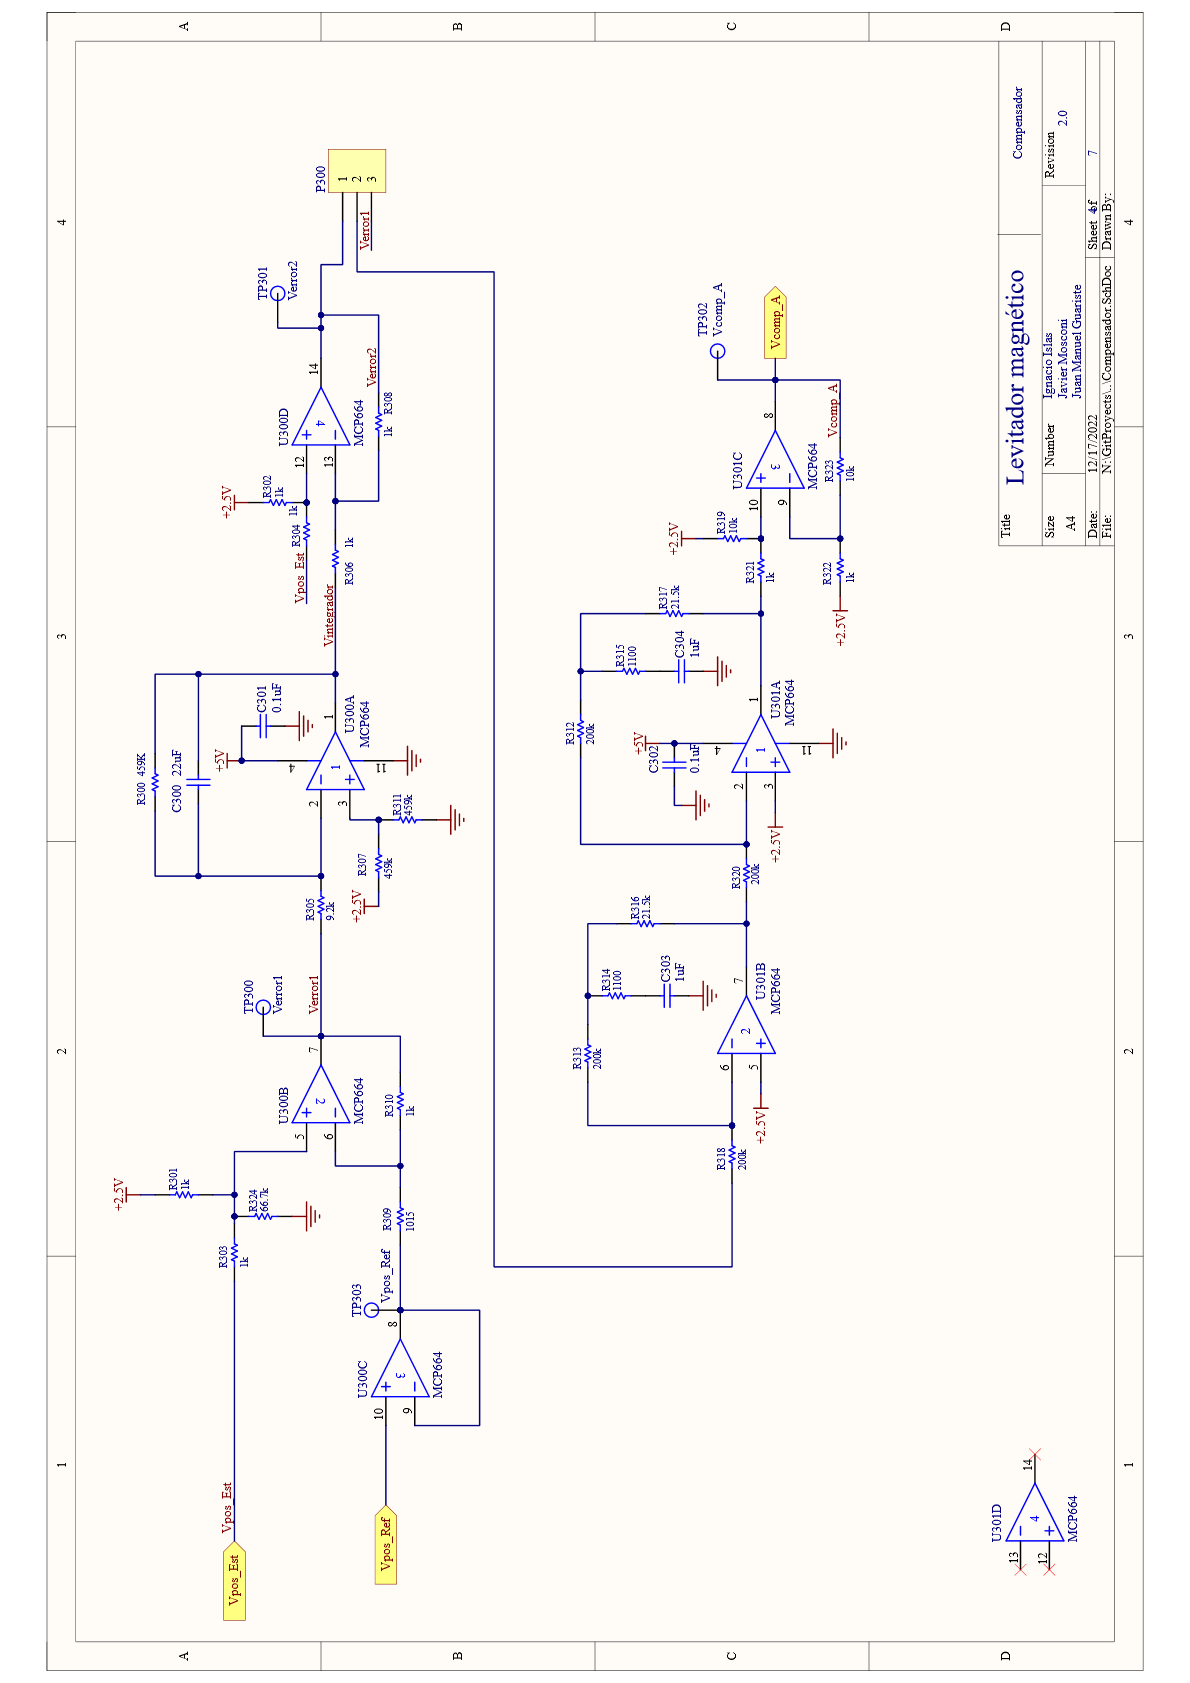 A
B
C
D
4
3
2
1
P300
1
2
3
Verror1
TP301
Verror2
14
U300D
4
MCP664
12
13
Verror2
R308
1k
+2.5V
R302
1k
R304
1k
Vpos_Est
R306
1k
Vintegrador
R300 459K
C300 22uF
C301
0.1uF
+5V
4
1
U300A
MCP664
1
11
2
3
R311
459k
R307
459k
+2.5V
R305
9.2k
Verror1
TP300
Verror1
7
U300B
2
MCP664
5
6
R310
1k
+2.5V
R301
1k
R324
66.7k
R303
1k
R309
1015
Vpos_Ref
TP303
8
U300C
3
MCP664
10
9
Vpos_Est
Vpos_Est
Vpos_Ref
TP302
Vcomp_A
Vcomp_A
8
U301C
3
MCP664
10
9
Vcomp_A
R323
10k
+2.5V
R319
10k
R321
1k
R322
1k
+2.5V
R317
21.5k
R315
1100
C304
1uF
R312
200k
+5V
C302
0.1uF
4
1
U301A
MCP664
1
11
2
3
+2.5V
R320
200k
R316
21.5k
R314
1100
C303
1uF
R313
200k
7
U301B
MCP664
2
6
5
+2.5V
R318
200k
U301D
4
MCP664
13
12
14
Title
Levitador magnético
Compensador
Size
A4
Number
Ignacio Islas
Javier Mosconi
Juan Manuel Guariste
Revision
2.0
Date:
12/17/2022
Sheet of
7
File:
N:\GitProyects\..\Compensador.SchDoc
Drawn By:
A
B
C
D
4
3
2
1